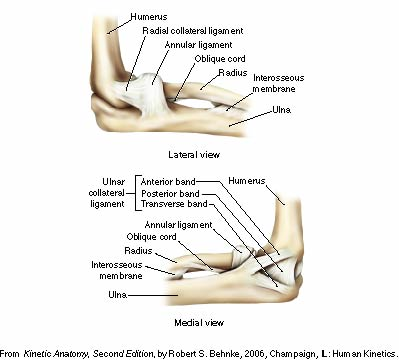 Humerus
Radial collateral ligament
Annular ligament
Oblique cord
Radius
Interosseous
membrane
Ulna
Lateral view
Ulnar
collateral
ligament
Anterior band
Posterior band
Transverse band
Humerus
Annular ligament
Oblique cord
Radius
Interosseous
membrane
Ulna
Medial view
From Kinetic Anatomy, Second Edition, by Robert S. Behnke, 2006, Champaign, IL: Human Kinetics.